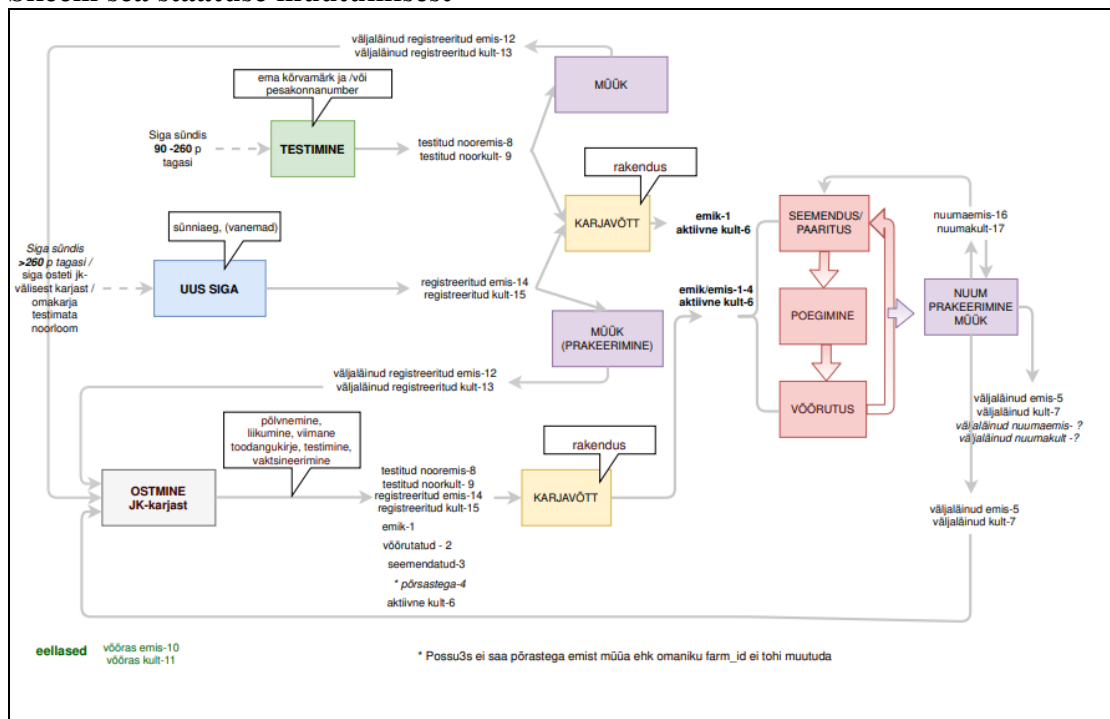 väljaläinud registreeritud emis-12
väljaläinud registreeritud kult-13
MÜÜK
ema kõrvamärk ja /või
pesakonnanumber
Siga sündis
90 -260 p
tagasi
TESTIMINE
testitud nooremis-8
testitud noorkult- 9
rakendus
KARJAVÕTT
emik-1
aktiivne kult-6
SEEMENDUS/
PAARITUS
nuumaemis-16
nuumakult-17
sünniaeg, (vanemad)
Siga sündis
>260 p tagasi /
siga osteti jk-
välisest karjast /
omakarja
testimata
noorloom
UUS SIGA
registreeritud emis-14
registreeritud kult-15
emik/emis-1-4
aktiivne kult-6
POEGIMINE
NUUM
PRAKEERIMINE
MÜÜK
MÜÜK
(PRAKEERIMINE)
väljaläinud registreeritud emis-12
väljaläinud registreeritud kult-13
VÕÕRUTUS
väljaläinud emis-5
väljaläinud kult-7
väljaläinud nuumaemis- ?
väljaläinud nuumakult -?
põlvnemine,
liikumine, viimane
toodangukirje, testimine,
vaktsineerimine
rakendus
OSTMINE
JK-karjast
testitud nooremis-8
testitud noorkult- 9
registreeritud emis-14
registreeritud kult-15
emik-1
võõrutatud - 2
seemendatud-3
* põrsastega-4
aktiivne kult-6
KARJAVÕTT
väljaläinud emis-5
väljaläinud kult-7
eellased
võõras emis-10
võõras kult-11
* Possu3s ei saa põrastega emist müüa ehk omaniku farm_id ei tohi muutuda